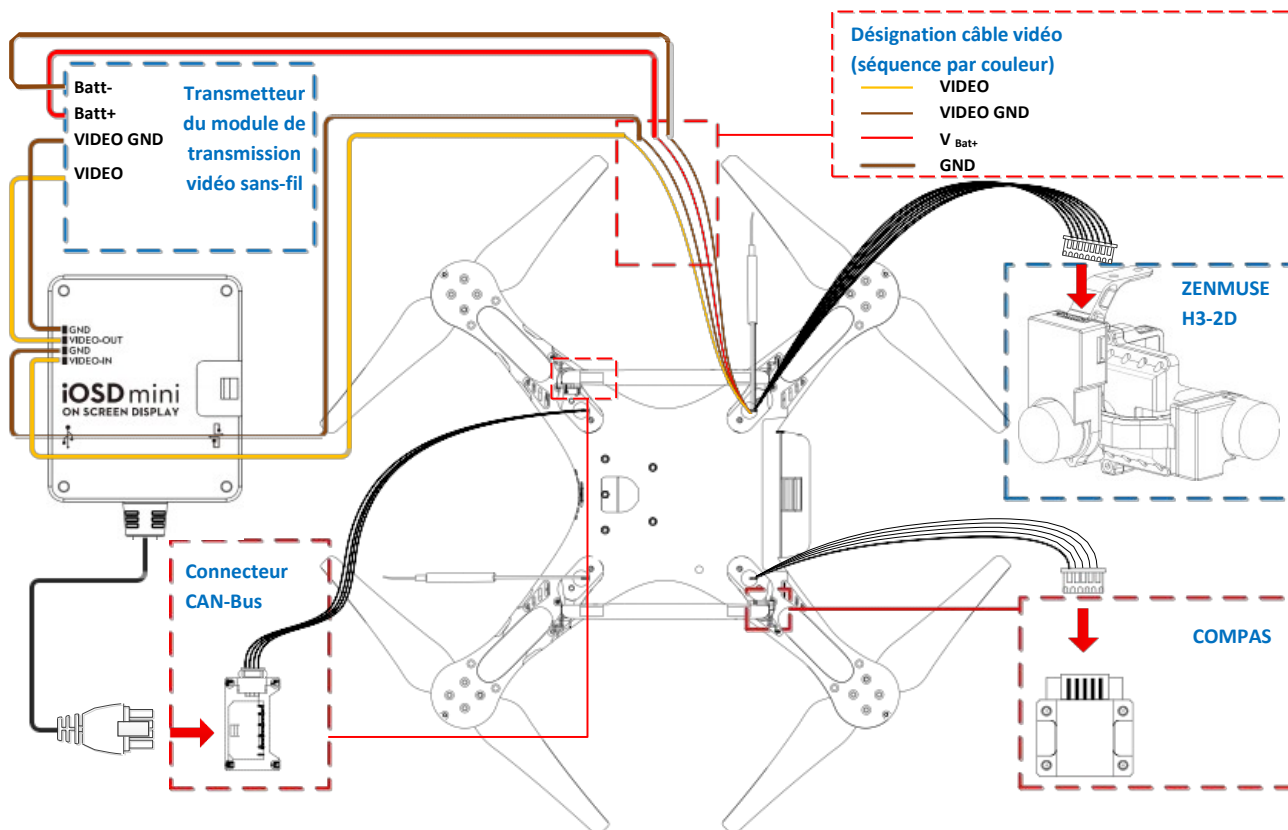 Batt-
Batt+
VIDEO GND
VIDEO
Transmetteur
du module de
transmission
vidéo sans-fil
Désignation câble vidéo
(séquence par couleur)
VIDEO
VIDEO GND
V Bat+
GND
ZENMUSE
H3-2D
GND
VIDEO-OUT
GND
VIDEO-IN
iOSD mini
ON SCREEN DISPLAY
Connecteur
CAN-Bus
COMPAS